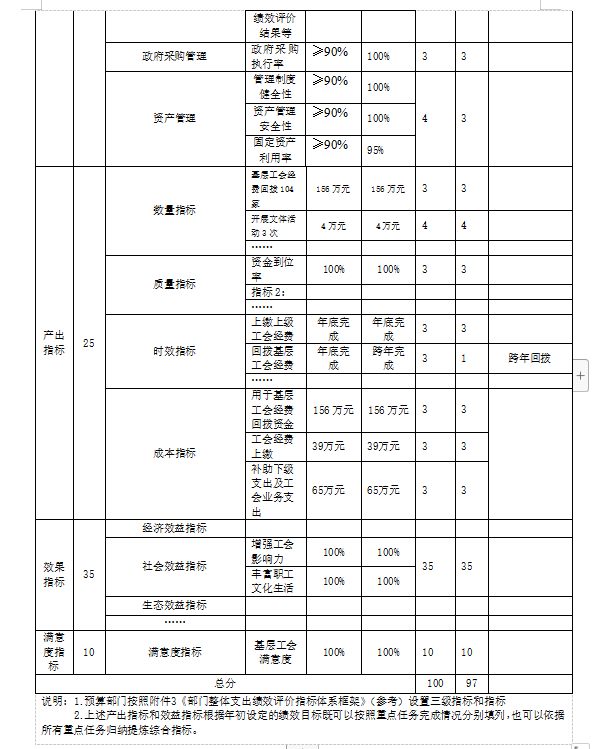 绩效评价
结果等
政府采购管理 政府采购 ≥90% 100% 3 3
执行率
资产管理 管理制度 ≥90% 100% 4 3
健全性
资产管理 ≥90% 100%
安全性
固定资产 ≥90% 95%
利用率
产出指标 25 数量指标 基层工会经 156万元 156万元 3 3
费回拨104
家
开展文体活 4万元 4万元 4 4
动3次
……
质量指标 资金到位 100% 100% 3 3
率
指标2:
……
时效指标 上缴上级 年底完 年底完 3 3
工会经费 成 成
回拨基层 年底完 跨年完 3 1 跨年回拨
工会经费 成 成
……
成本指标 用于基层
工会经费 156万元 156万元 3 3
回拨资金
工会经费 39万元 39万元 3 3
上缴
补助下级
支出及工 65万元 65万元 3 3
会业务支
出
效果指标 35 经济效益指标
社会效益指标 增强工会 100% 100% 35 35
影响力
丰富职工 100% 100%
文化生活
生态效益指标
……
满意度指标 10 满意度指标 基层工会 100% 100% 10 10
满意度
总分 100 97
说明：1.预算部门按照附件3《部门整体支出绩效评价指标体系框架》（参考）设置三级指标和指标
2.上述产出指标和效益指标根据年初设定的绩效目标既可以按照重点任务完成情况分别填列,也可以依据
所有重点任务归纳提炼综合指标。